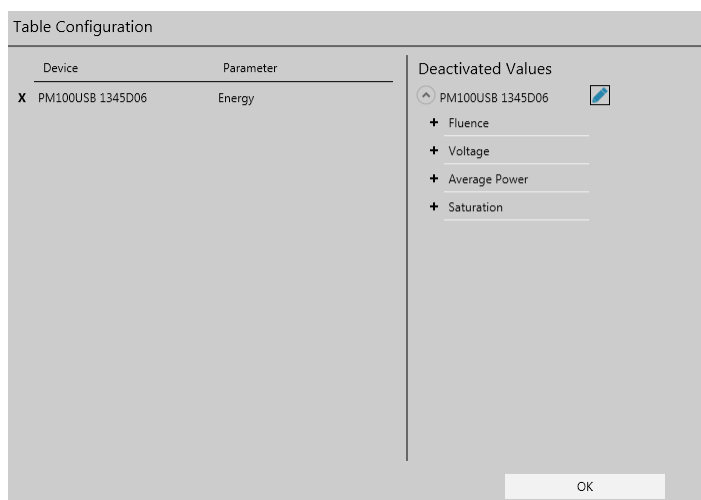 Table Configuration
Device Parameter
X PM100USB 1345D06 Energy
Deactivated Values
PM100USB 1345D06
+ Fluence
+ Voltage
+ Average Power
+ Saturation
OK